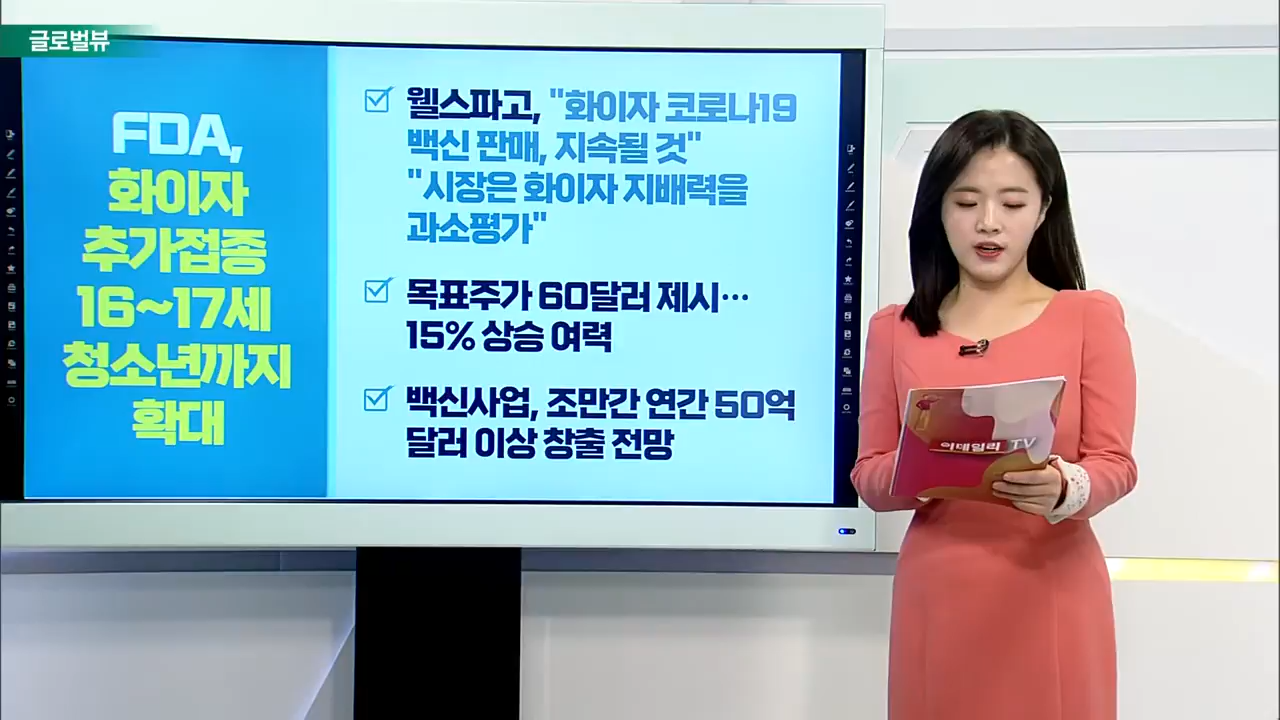 글로벌뷰
FDA,
화이자
추가접종
16~17세
청소년까지
확대
웰스파고, "화이자 코로나19
백신 판매, 지속될 것"
"시장은 화이자 지배력을
과소평가"
목표주가 60달러 제시…
15% 상승 여력
백신사업, 조만간 연간 50억
달러 이상 창출 전망
이데일리 TV